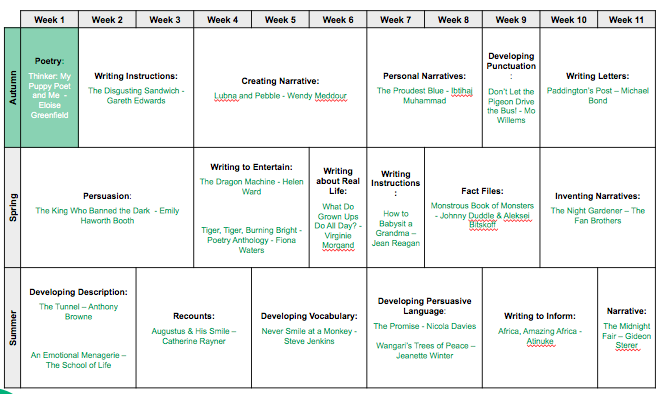 Week 1 Week 2 Week 3 Week 4 Week 5 Week 6 Week 7 Week 8 Week 9 Week 10 Week 11
Autumn
Poetry:
Thinker: My
Puppy Poet
and Me -
Eloise
Greenfield
Writing Instructions:
The Disgusting Sandwich -
Gareth Edwards
Creating Narrative:
Lubna and Pebble - Wendy Meddour
Personal Narratives:
The Proudest Blue - Ibtihaj
Muhammad
Developing
Punctuation
:
Don't Let the
Pigeon Drive
the Bus! - Mo
Willems
Writing Letters:
Paddington's Post – Michael
Bond
Spring
Persuasion:
The King Who Banned the Dark - Emily
Haworth Booth
Writing to Entertain:
The Dragon Machine - Helen
Ward
Tiger, Tiger, Burning Bright -
Poetry Anthology - Fiona
Waters
Writing
about Real
Life:
What Do
Grown Ups
Do All Day? -
Virginie
Morgand
Writing
Instructions
:
How to
Babysit a
Grandma –
Jean Reagan
Fact Files:
Monstrous Book of Monsters
- Johnny Duddle & Aleksei
Bitskoff
Inventing Narratives:
The Night Gardener – The
Fan Brothers
Summer
Developing Description:
The Tunnel – Anthony
Browne
An Emotional Menagerie –
The School of Life
Recounts:
Augustus & His Smile –
Catherine Rayner
Developing Vocabulary:
Never Smile at a Monkey -
Steve Jenkins
Developing Persuasive
Language:
The Promise - Nicola Davies
Wangari's Trees of Peace –
Jeanette Winter
Writing to Inform:
Africa, Amazing Africa -
Atinuke
Narrative:
The Midnight
Fair – Gideon
Sterer